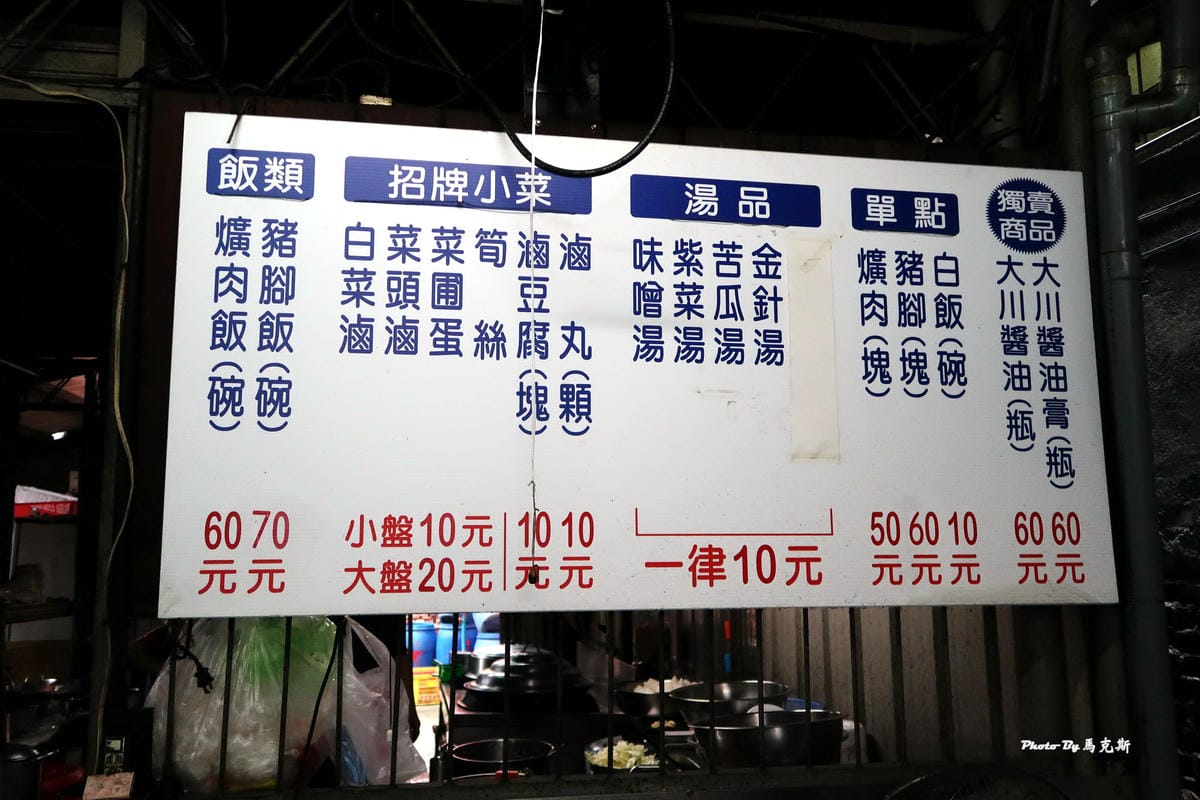 飯類
爌肉飯(碗)
豬腳飯(碗)
60元
70元
招牌小菜
白菜滷
菜頭滷
菜圃蛋
筍絲
滷豆腐(塊)
滷丸(顆)
小盤10元
大盤20元
10元
10元
湯品
味噌湯
紫菜湯
苦瓜湯
金針湯
一律10元
單點
爌肉(塊)
豬腳(塊)
白飯(碗)
50元
60元
10元
獨賣
商品
大川醬油(瓶)
大川醬油膏(瓶)
60元
60元
Photo By 馬克斯